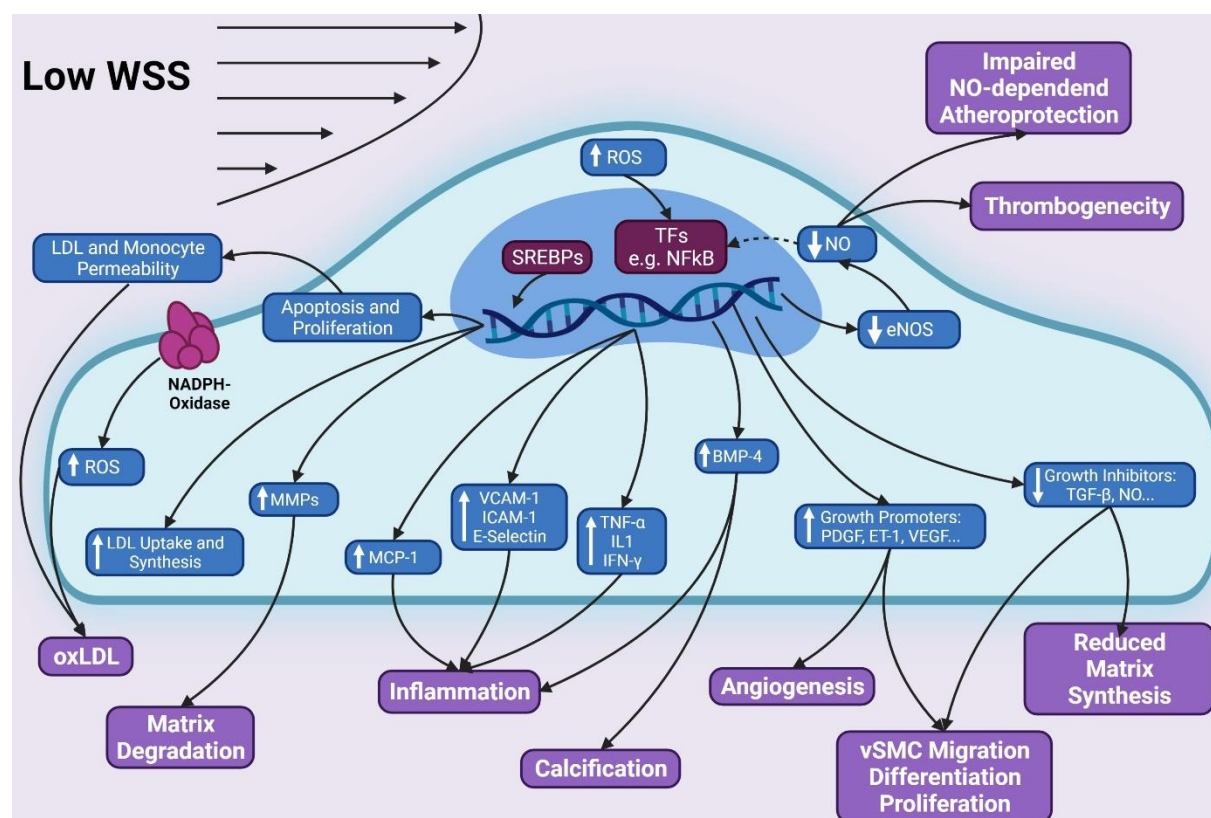 Low WSS
Impaired
NO-dependend
Atheroprotection
ROS
Thrombogenecity
LDL and Monocyte
Permeability
SREBPs
TFs
e.g. NFkB
NO
Apoptosis and
Proliferation
eNOS
NADPH-
Oxidase
ROS
MMPs
BMP-4
LDL Uptake and
Synthesis
MCP-1
VCAM-1
ICAM-1
E-Selectin
TNF-α
IL1
IFN-γ
Growth Promoters:
PDGF, ET-1, VEGF...
Growth Inhibitors:
TGF-β, NO...
oxLDL
Matrix
Degradation
Inflammation
Calcification
Angiogenesis
vSMC Migration
Differentiation
Proliferation
Reduced
Matrix
Synthesis